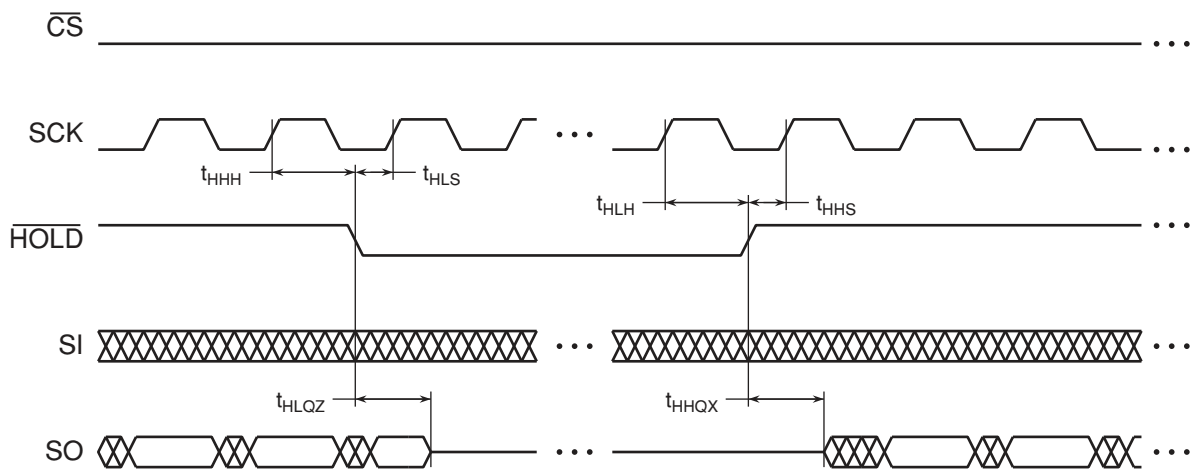 CS
SCK
tHHH
tHLS
tHLH
tHHS
HOLD
SI
tHLQZ
tHHQX
SO